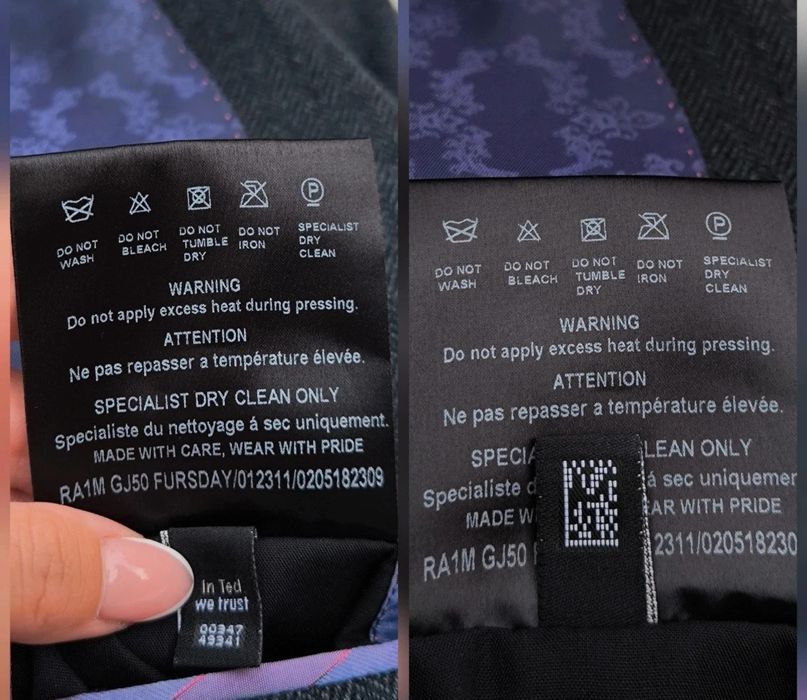 DO NOT WASH
DO NOT BLEACH
DO NOT TUMBLE DRY
DO NOT IRON
P
SPECIALIST DRY CLEAN
WARNING
Do not apply excess heat during pressing.
ATTENTION
Ne pas repasser a température élevée.
SPECIALIST DRY CLEAN ONLY
Specialiste du nettoyage á sec uniquement.
MADE WITH CARE, WEAR WITH PRIDE
RA1M GJ50 FURSDAY/012311/0205182309
In Ted
we trust
00347
49341
DO NOT WASH
DO NOT BLEACH
DO NOT TUMBLE DRY
DO NOT IRON
P
SPECIALIST DRY CLEAN
WARNING
Do not apply excess heat during pressing.
ATTENTION
Ne pas repasser a température élevée.
SPECIA LEAN ONLY
Specialiste d á sec uniquemen
MADE W EAR WITH PRIDE
RA1M GJ50 2311/020518230